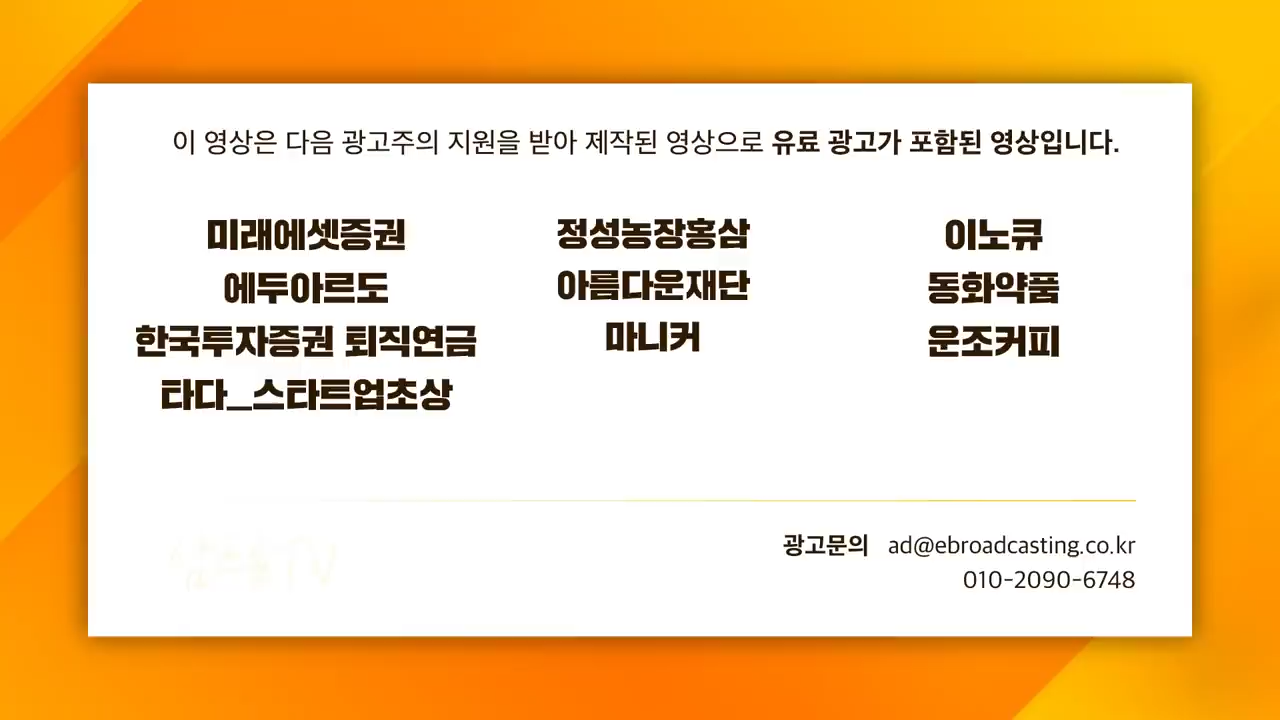 이 영상은 다음 광고주의 지원을 받아 제작된 영상으로 유료 광고가 포함된 영상입니다.
미래에셋증권
에두아르도
한국투자증권 퇴직연금
타다_스타트업초상
정성농장홍삼
아름다운재단
마니커
이노큐
동화약품
운조커피
광고문의 ad@ebroadcasting.co.kr
010-2090-6748